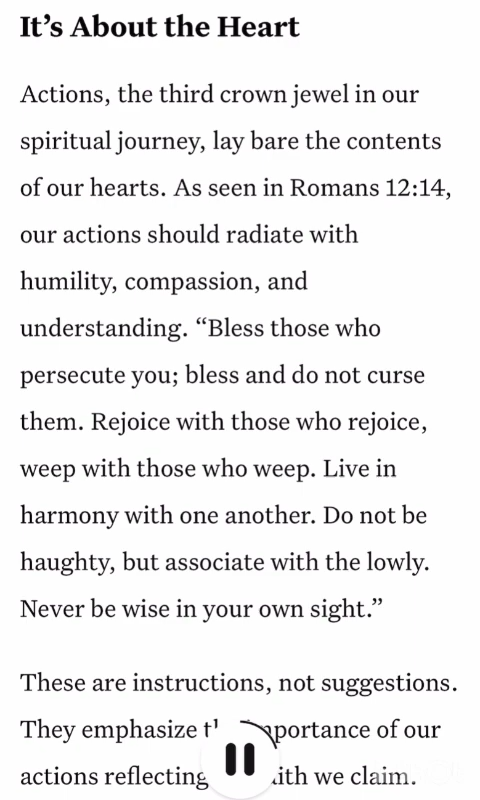 It’s About the Heart
Actions, the third crown jewel in our
spiritual journey, lay bare the contents
of our hearts. As seen in Romans 12:14,
our actions should radiate with
humility, compassion, and
understanding. “Bless those who
persecute you; bless and do not curse
them. Rejoice with those who rejoice,
weep with those who weep. Live in
harmony with one another. Do not be
haughty, but associate with the lowly.
Never be wise in your own sight.”
These are instructions, not suggestions.
They emphasize of our
actions reflecting we claim.